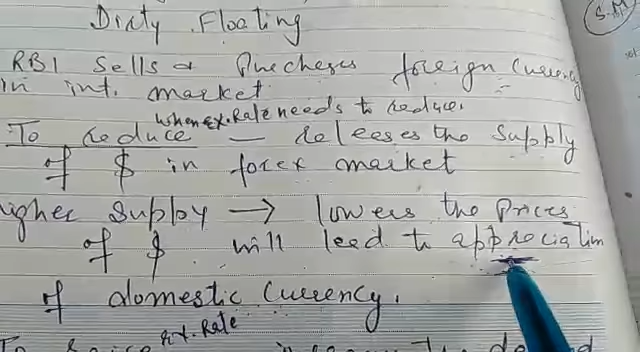 Dirty Floating
RBI Sells or Purchases foreign Currency
in int. market
when ex. Rate needs to reduce.
To reduce — releases the supply
of $ in forex market
Higher Supply → lowers the Prices
of $ will lead to appreciation
of domestic Currency.
ex. Rate